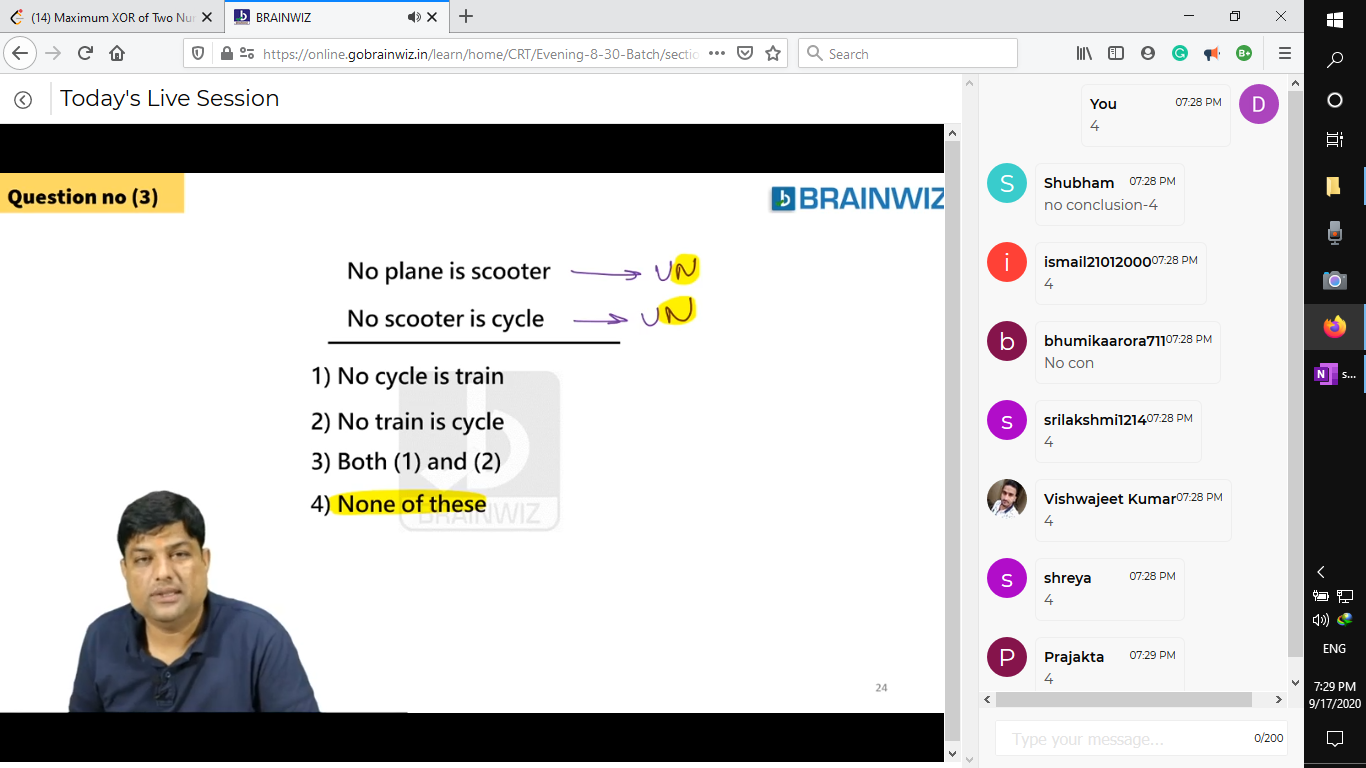 (14) Maximum XOR of Two Nu
BRAINWIZ
https://online.gobrainwiz.in/learn/home/CRT/Evening-8-30-Batch/sectio
Search
Today's Live Session
Question no (3)
BRAINWIZ
No plane is scooter → UN
No scooter is cycle → UN
1) No cycle is train
2) No train is cycle
3) Both (1) and (2)
4) None of these
BRAINWIZ
24
You 07:28 PM
4
D
S
Shubham 07:28 PM
no conclusion-4
i
ismail21012000 07:28 PM
4
b
bhumikaarora711 07:28 PM
No con
s
srilakshmi1214 07:28 PM
4
Vishwajeet Kumar 07:28 PM
4
s
shreya 07:28 PM
4
P
Prajakta 07:29 PM
4
Type your message...
0/200
B+
N s...
ENG
7:29 PM
9/17/2020